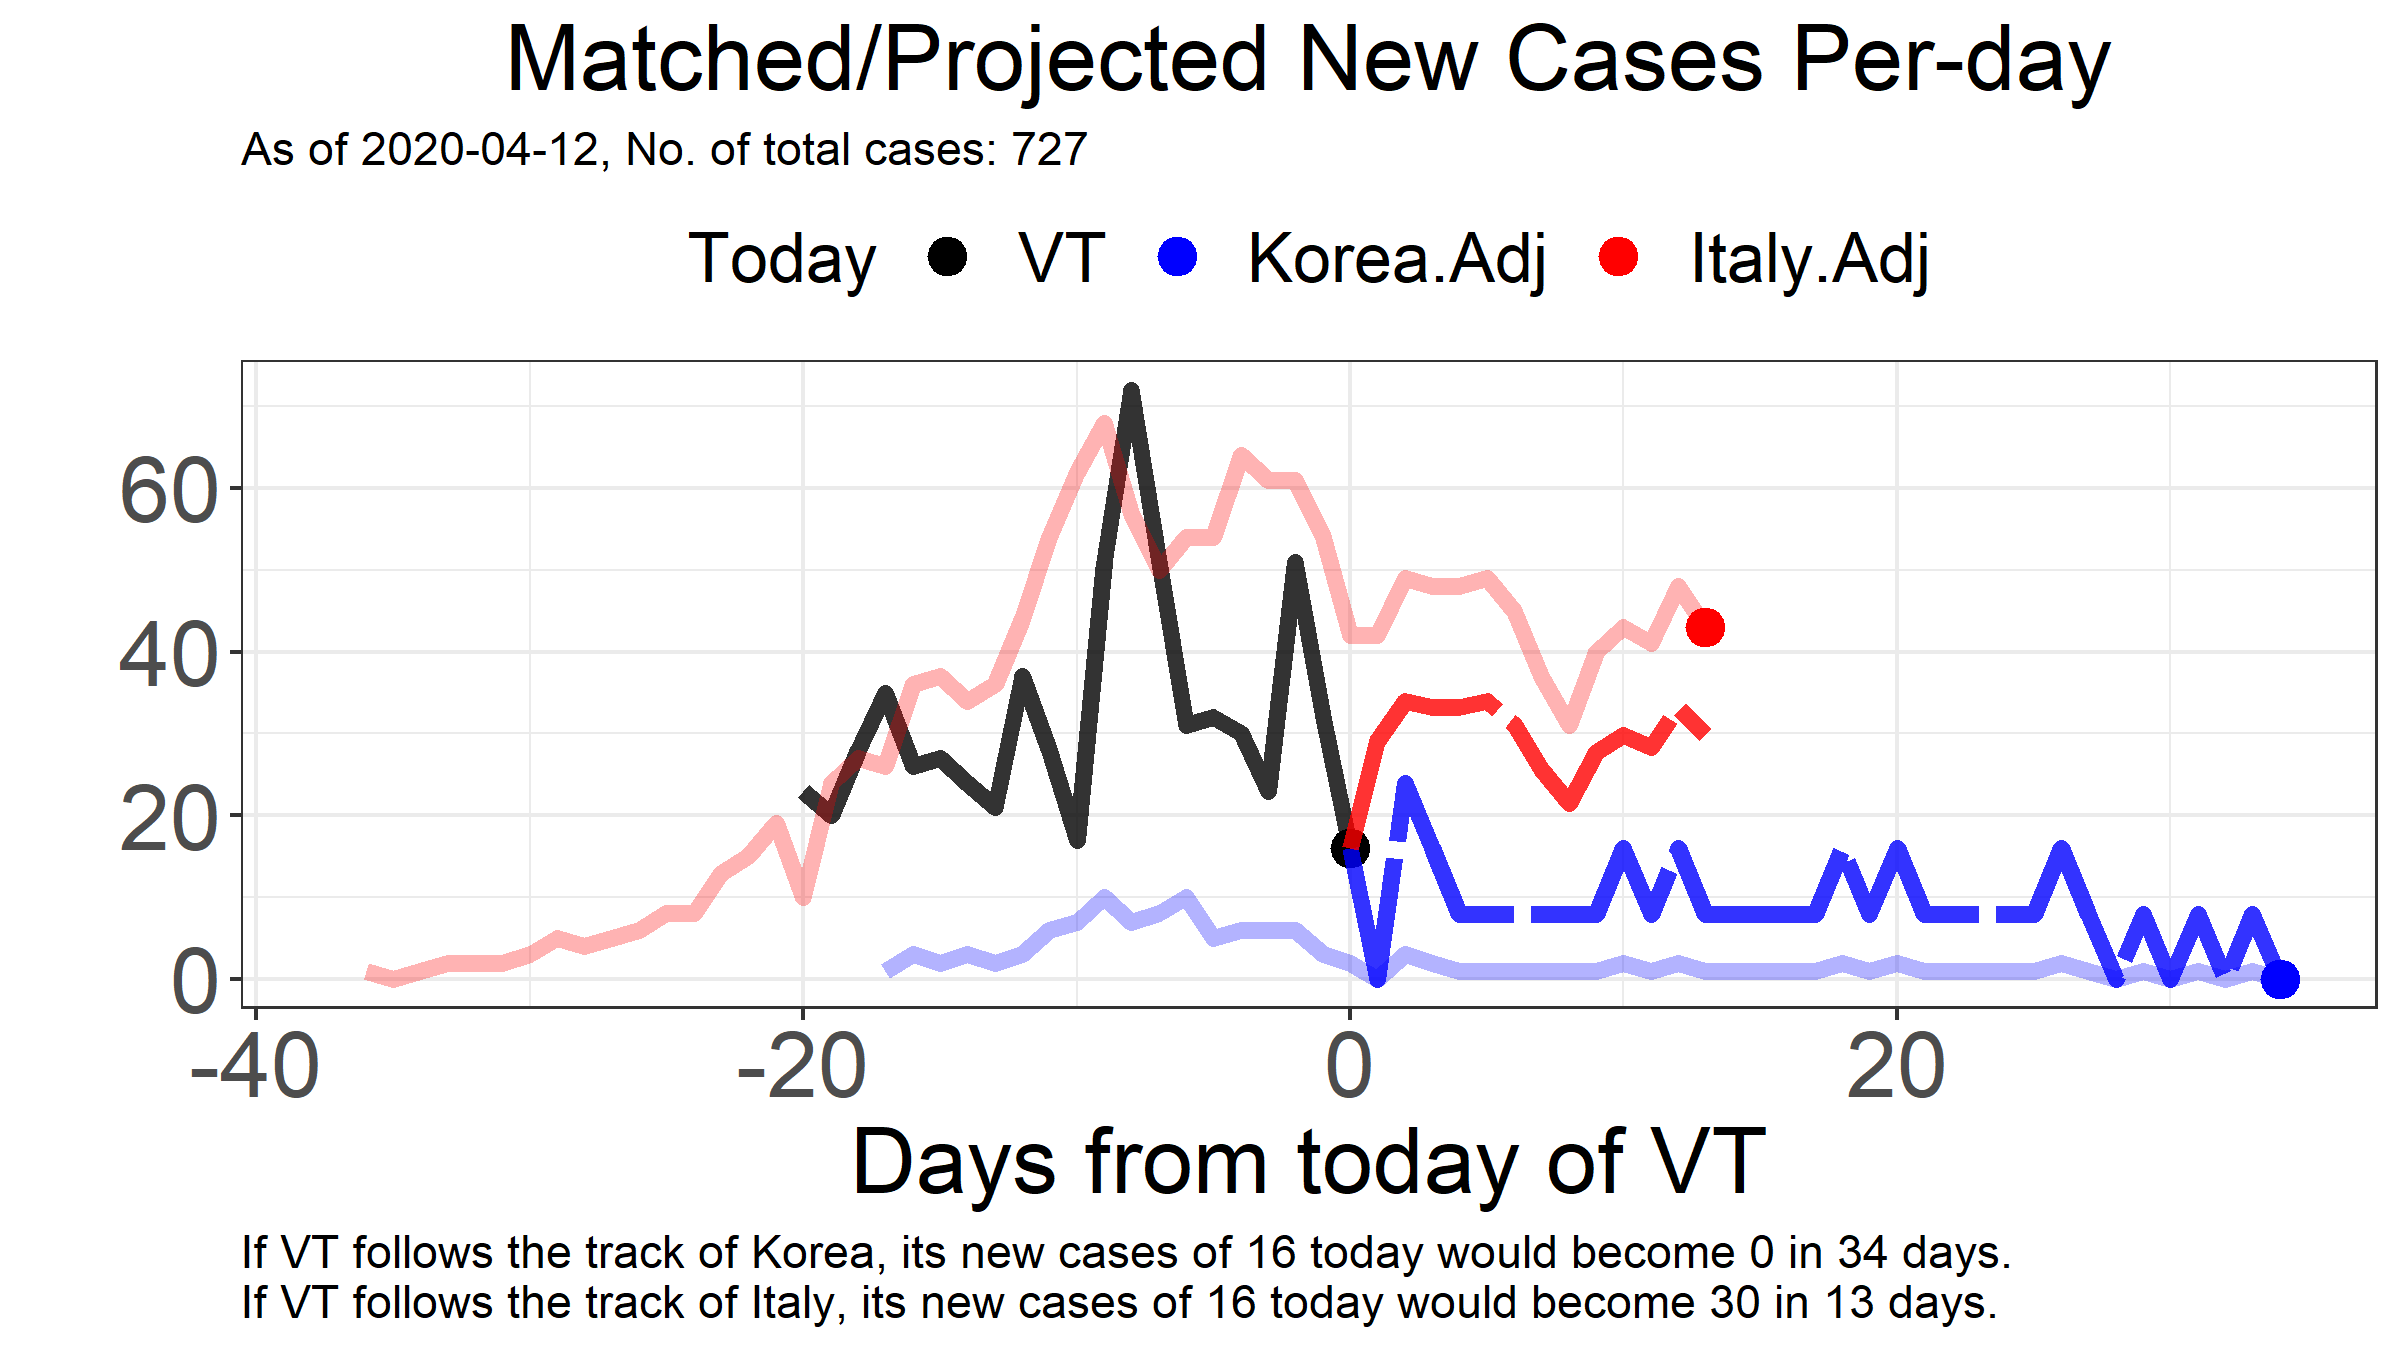 Matched/Projected New Cases Per-day
As of 2020-04-12, No. of total cases: 727
Today VT Korea.Adj Italy.Adj
60
40
20
0
-40 -20 0 20
Days from today of VT
If VT follows the track of Korea, its new cases of 16 today would become 0 in 34 days.
If VT follows the track of Italy, its new cases of 16 today would become 30 in 13 days.